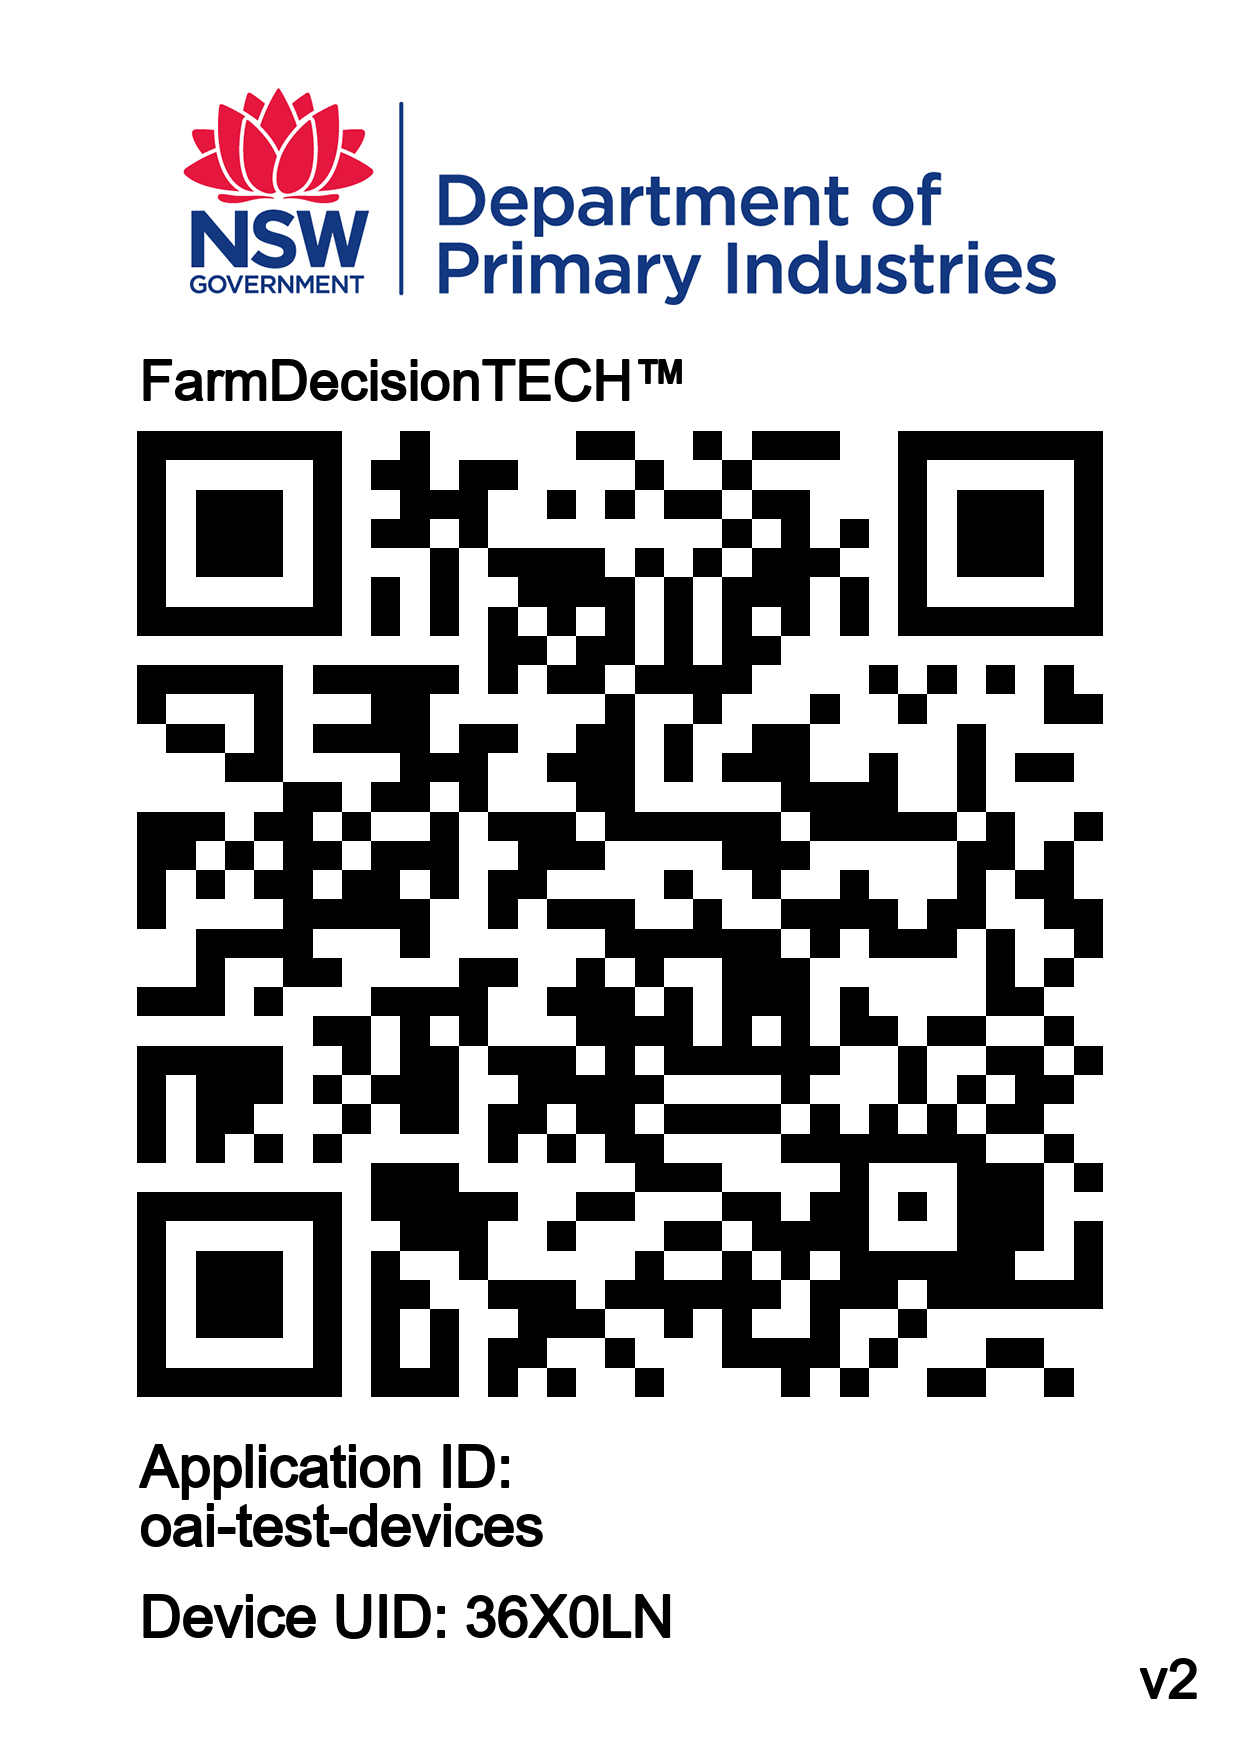 NSW
GOVERNMENT
Department of
Primary Industries
FarmDecisionTECH™
Application ID:
oai-test-devices
Device UID: 36X0LN
v2